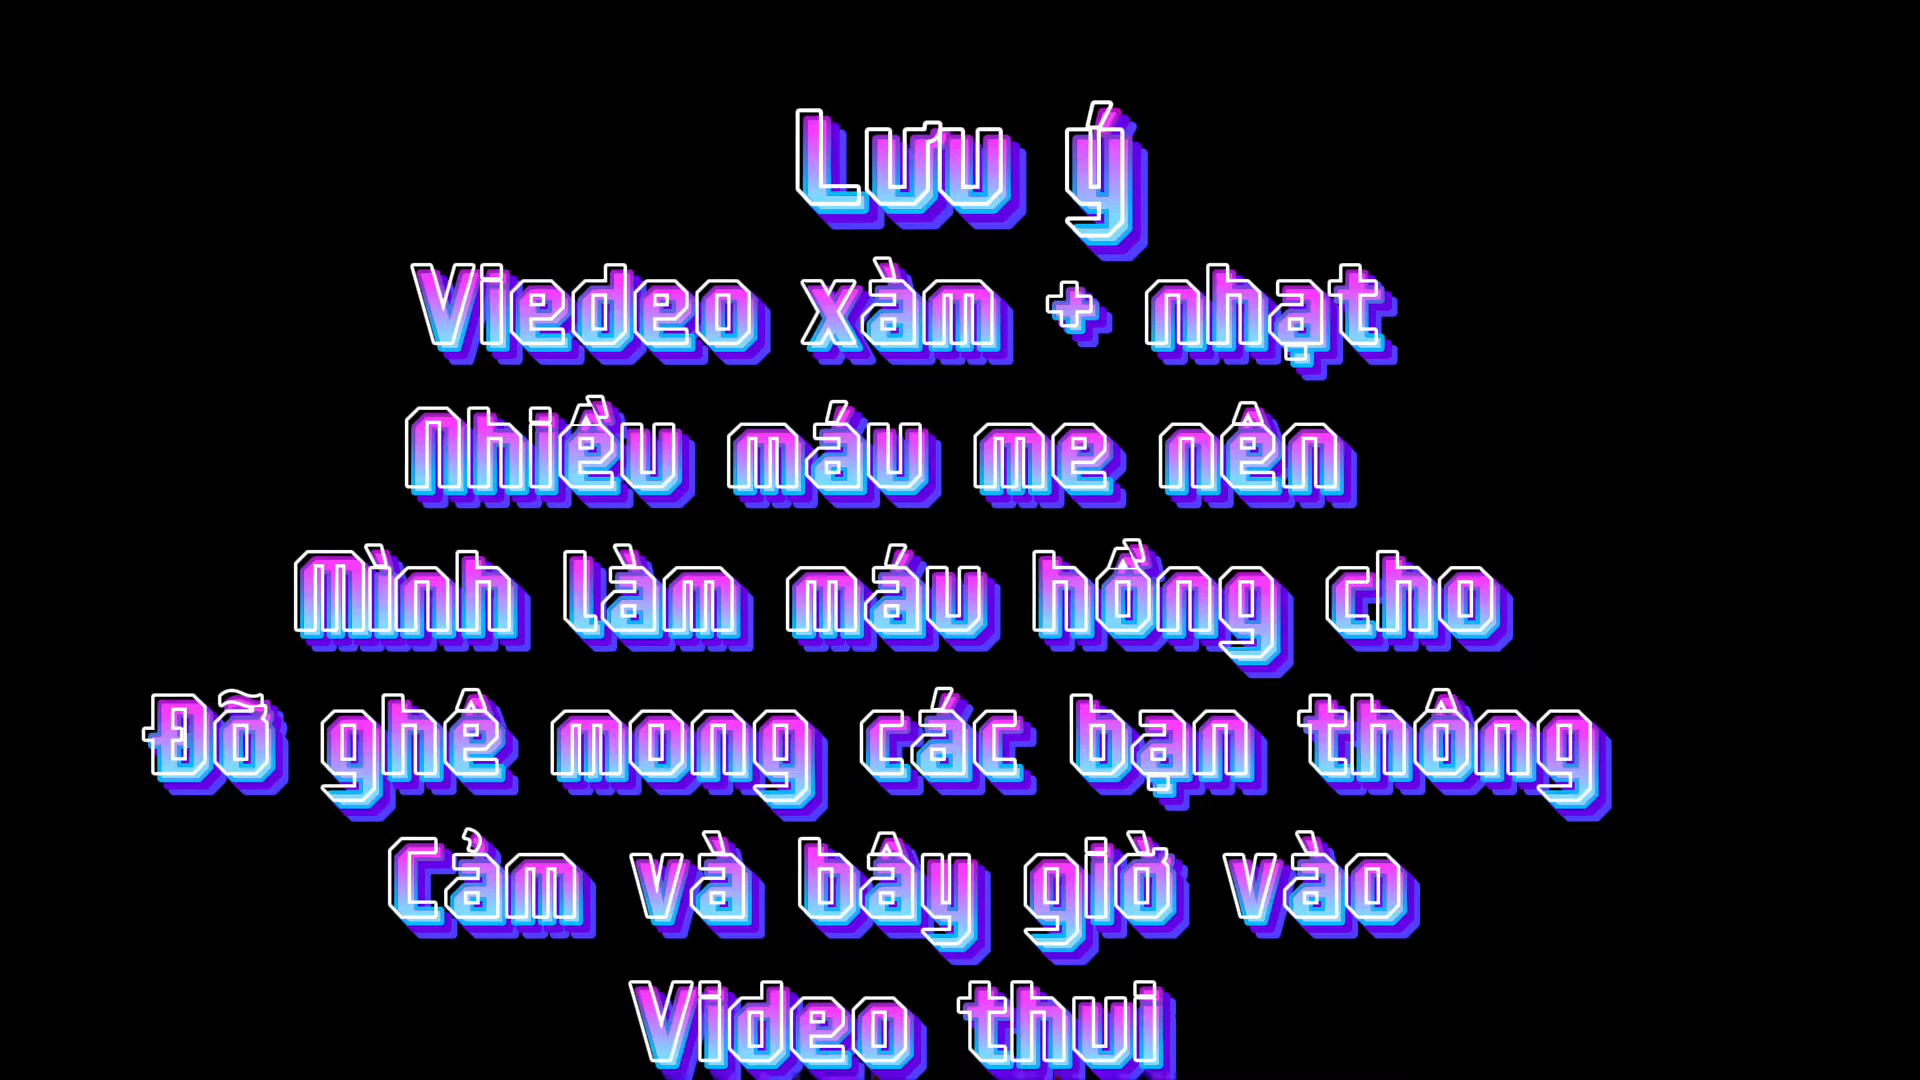 Lưu ý
Viedeo xàm + nhạt
Nhiều máu me nên
Mình làm máu hồng cho
Đỡ ghê mong các bạn thông
Cảm và bây giờ vào
Video thui